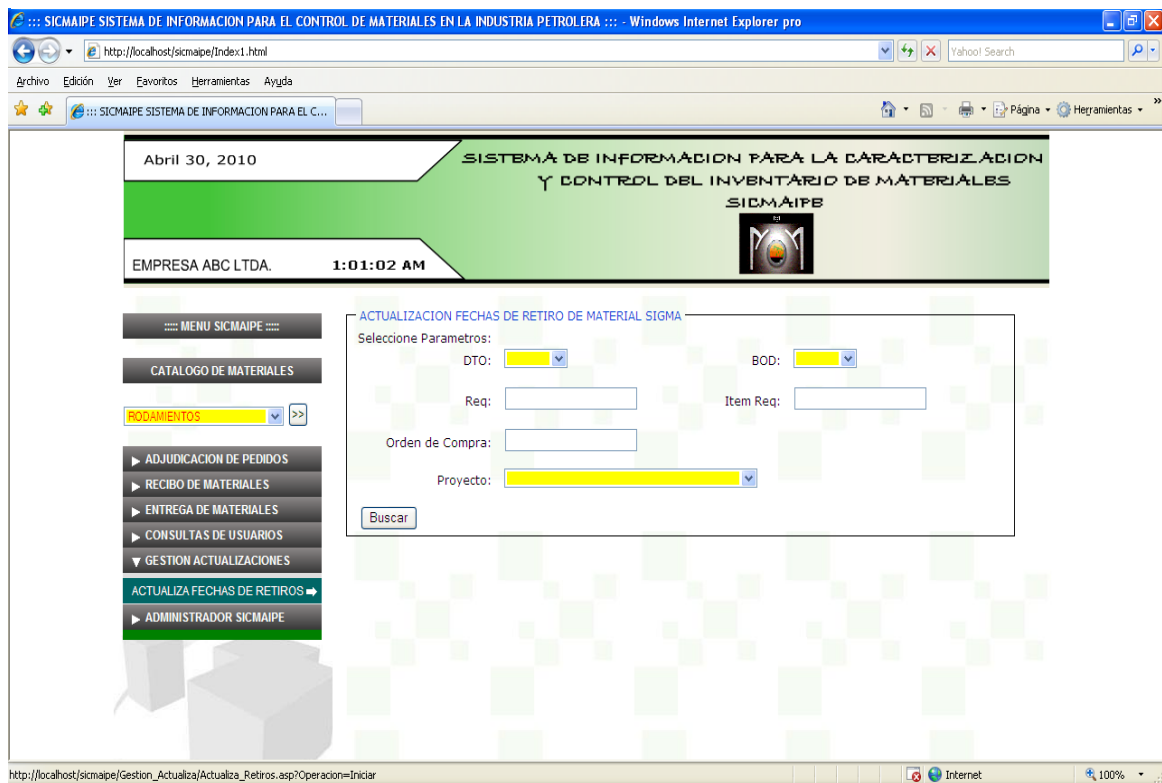 ::: SICMAIPE SISTEMA DE INFORMACION PARA EL CONTROL DE MATERIALES EN LA INDUSTRIA PETROLERA ::: - Windows Internet Explorer pro
http://localhost/sicmaipe/Index1.html
Yahoo! Search
Archivo Edición Ver Favoritos Herramientas Ayuda
::: SICMAIPE SISTEMA DE INFORMACION PARA EL C...
Página Herramientas »
Abril 30, 2010
SISTEMA DE INFORMACION PARA LA CARACTERIZACION
Y CONTROL DEL INVENTARIO DE MATERIALES
SICMAIPE
EMPRESA ABC LTDA. 1:01:02 AM
::::: MENU SICMAIPE :::::
CATALOGO DE MATERIALES
RODAMIENTOS >>
ADJUDICACION DE PEDIDOS
RECIBO DE MATERIALES
ENTREGA DE MATERIALES
CONSULTAS DE USUARIOS
GESTION ACTUALIZACIONES
ACTUALIZA FECHAS DE RETIROS
ADMINISTRADOR SICMAIPE
ACTUALIZACION FECHAS DE RETIRO DE MATERIAL SIGMA
Seleccione Parametros:
DTO: BOD:
Req: Item Req:
Orden de Compra:
Proyecto:
Buscar
http://localhost/sicmaipe/Gestion_Actualiza/Actualiza_Retiros.asp?Operacion=Iniciar
Internet 100%